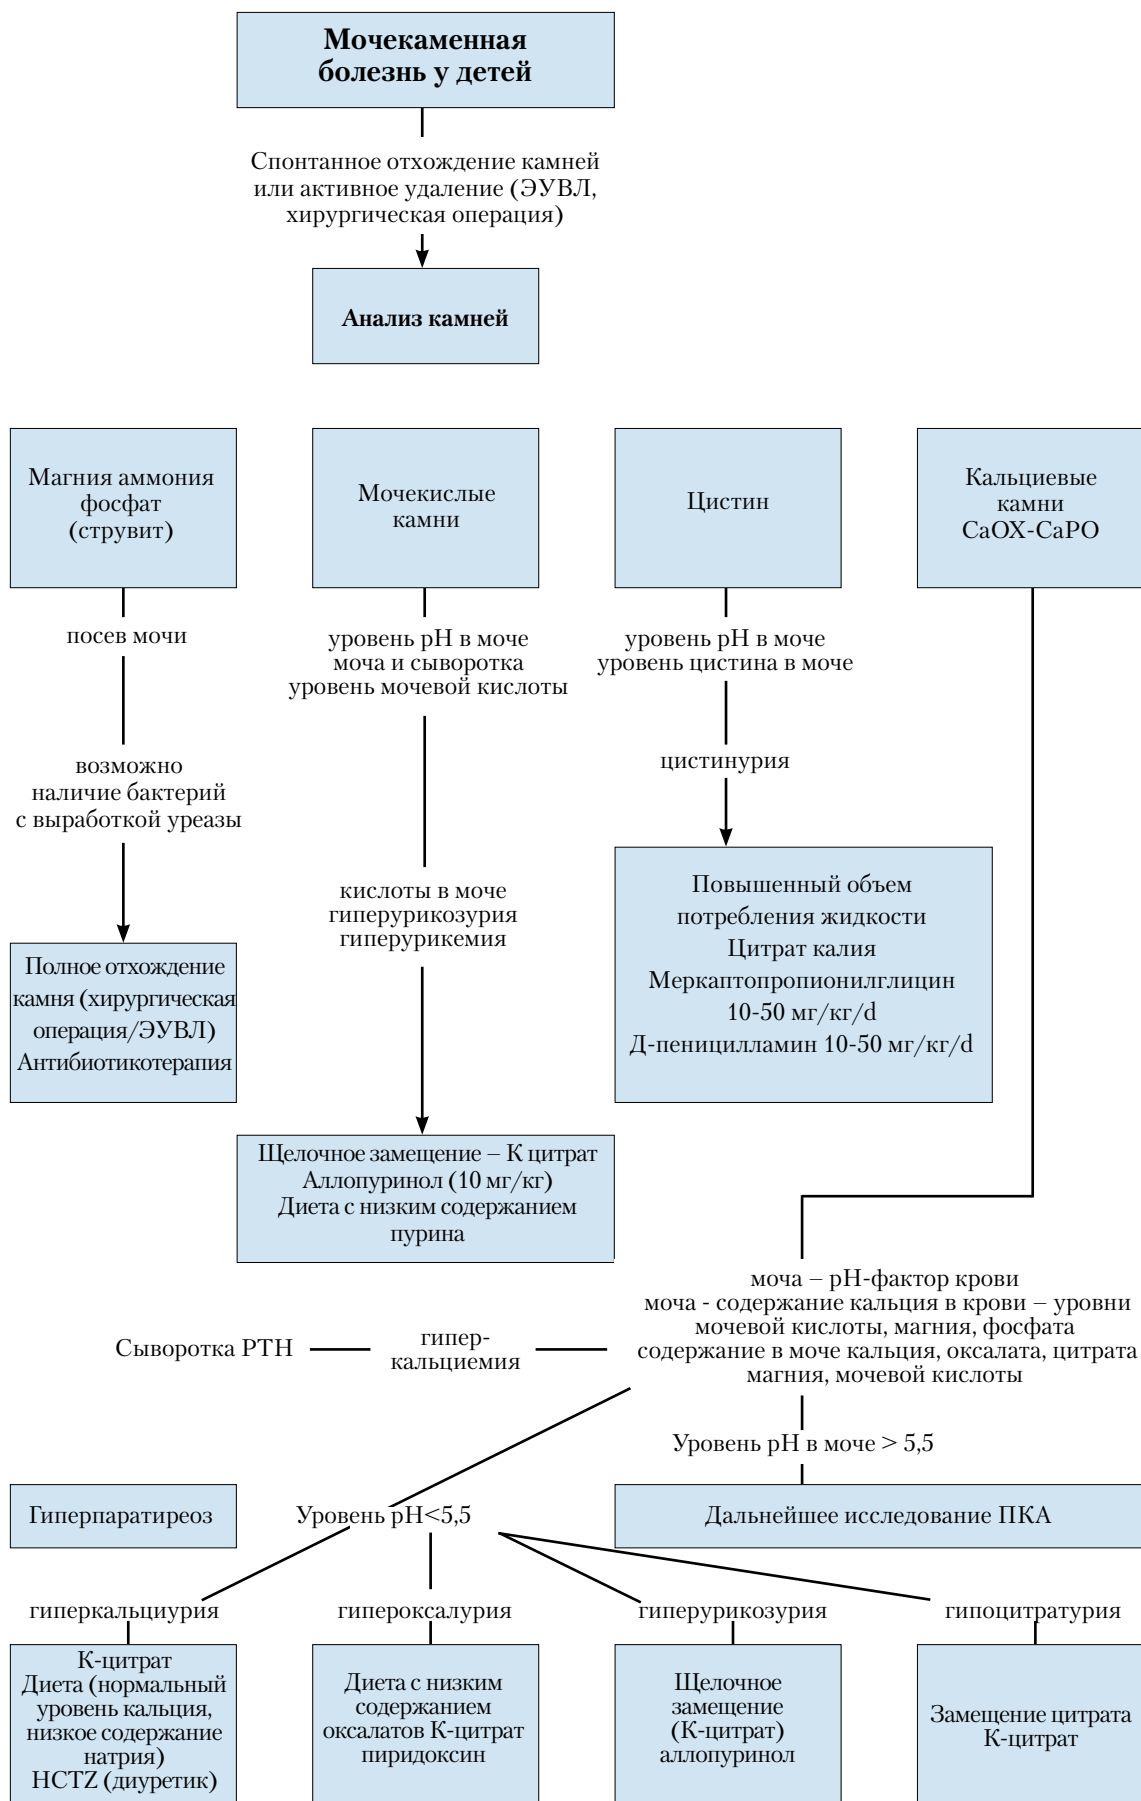 Мочекаменная
болезнь у детей
Спонтанное отхождение камней
или активное удаление (ЭУВЛ,
хирургическая операция)
Анализ камней
Магния аммония
фосфат
(струвит)
Мочекислые
камни
Цистин
Кальциевые
камни
CaOX-CaPO
посев мочи
уровень pH в моче
моча и сыворотка
уровень мочевой кислоты
уровень pH в моче
уровень цистина в моче
возможно
наличие бактерий
с выработкой уреазы
цистинурия
кислоты в моче
гиперурикозурия
гиперурикемия
Повышенный объем
потребления жидкости
Цитрат калия
Меркаптопропионилглицин
10-50 мг/кг/d
Д-пеницилламин 10-50 мг/кг/d
Полное отхождение
камня (хирургическая
операция/ЭУВЛ)
Антибиотикотерапия
Щелочное замещение – К цитрат
Аллопуринол (10 мг/кг)
Диета с низким содержанием
пурина
моча – pH-фактор крови
моча - содержание кальция в крови – уровни
мочевой кислоты, магния, фосфата
содержание в моче кальция, оксалата, цитрата
магния, мочевой кислоты
Сыворотка PTH
гипер-
кальциемия
Уровень pH в моче > 5,5
Гиперпаратиреоз
Уровень pH<5,5
Дальнейшее исследование ПКА
гиперкальциурия
гипероксалурия
гиперурикозурия
гипоцитратурия
К-цитрат
Диета (нормальный
уровень кальция,
низкое содержание
натрия)
HCTZ (диуретик)
Диета с низким
содержанием
оксалатов К-цитрат
пиридоксин
Щелочное
замещение
(К-цитрат)
аллопуринол
Замещение цитрата
К-цитрат